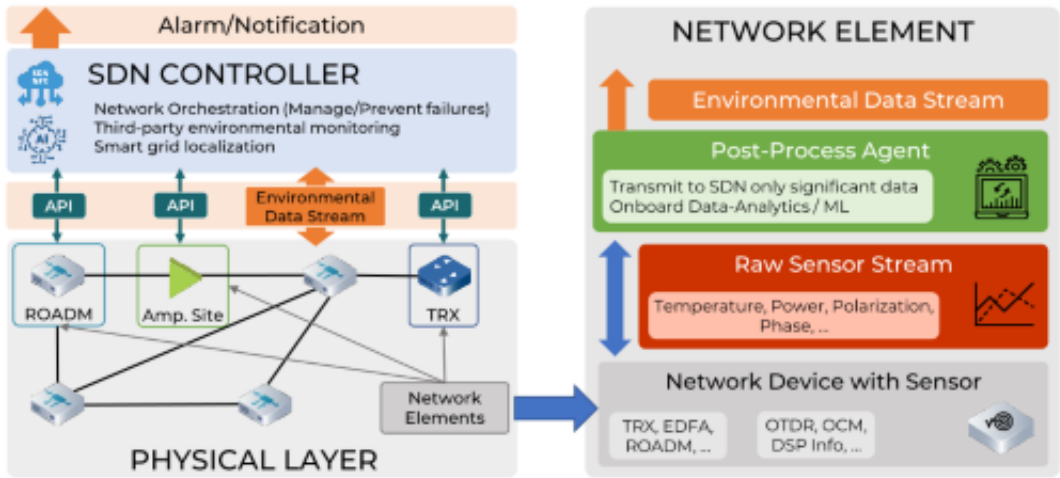 Alarm/Notification
SDN CONTROLLER
SDN
NFV
AI
Network Orchestration (Manage/Prevent failures)
Third-party environmental monitoring
Smart grid localization
API
API
Environmental
Data Stream
API
ROADM
Amp. Site
TRX
Network
Elements
PHYSICAL LAYER
NETWORK ELEMENT
Environmental Data Stream
Post-Process Agent
Transmit to SDN only significant data
Onboard Data-Analytics / ML
Raw Sensor Stream
Temperature, Power, Polarization,
Phase, ...
Network Device with Sensor
TRX, EDFA,
ROADM, ...
OTDR, OCM,
DSP Info, ...